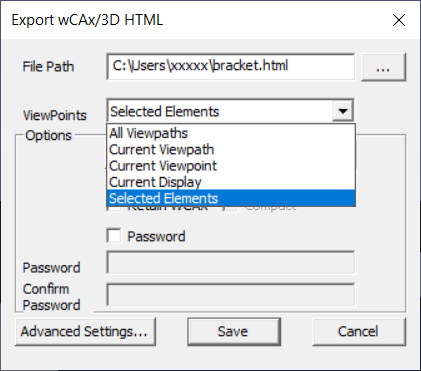 Export wCAx/3D HTML
File Path
C:\Users\xxxxx\bracket.html
...
ViewPoints
Selected Elements
Options
All Viewpaths
Current Viewpath
Current Viewpoint
Current Display
Selected Elements
Retain wCAx
Compact
Password
Password
Confirm
Password
Advanced Settings...
Save
Cancel